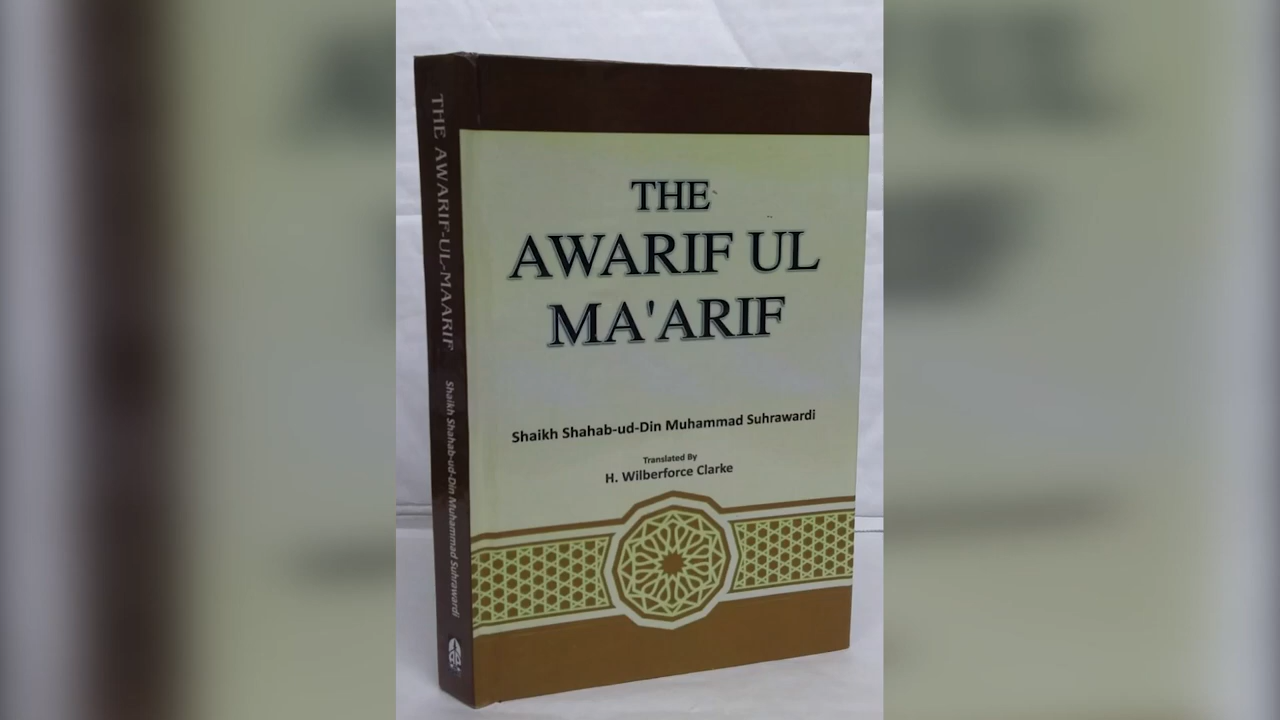 THE AWARIF-UL-MAARIF Shaikh Shahab-ud-Din Muhammad Suhrawardi
THE
AWARIF UL
MA'ARIF
Shaikh Shahab-ud-Din Muhammad Suhrawardi
Translated By
H. Wilberforce Clarke